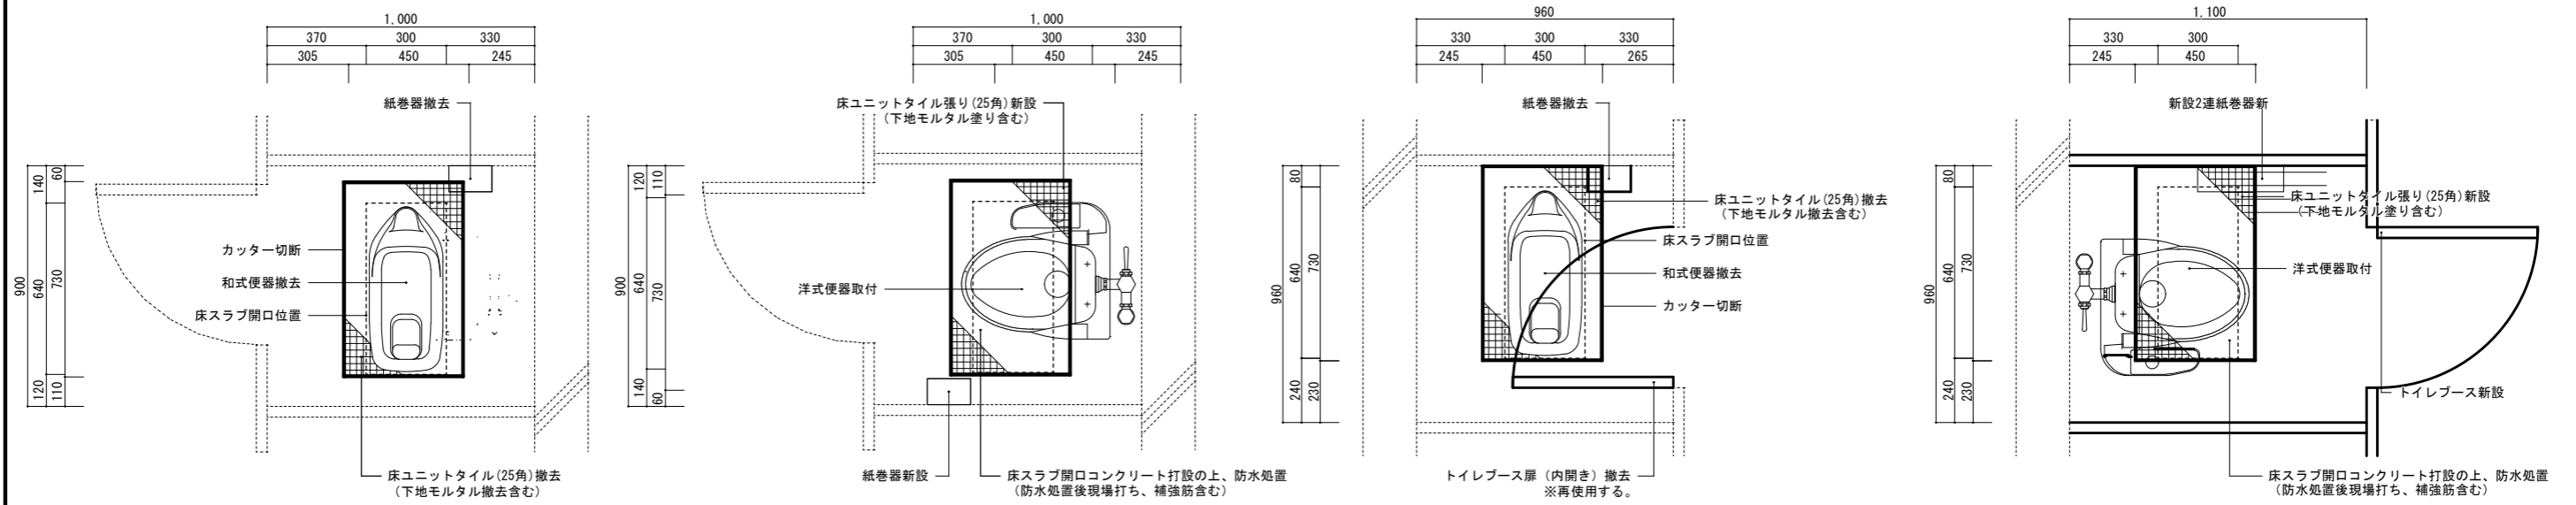 1,000
370 300 330
305 450 245
紙巻器撤去
60
140
900
640
730
120
110
カッター切断
和式便器撤去
床スラブ開口位置
床ユニットタイル(25角)撤去
(下地モルタル撤去含む)
1,000
370 300 330
305 450 245
床ユニットタイル張り(25角)新設
(下地モルタル塗り含む)
120
110
900
640
730
140
60
洋式便器取付
紙巻器新設
床スラブ開口コンクリート打設の上、防水処置
(防水処置後現場打ち、補強筋含む)
960
330 300 330
245 450 265
紙巻器撤去
80
960
640
730
240
230
床ユニットタイル(25角)撤去
(下地モルタル撤去含む)
床スラブ開口位置
和式便器撤去
カッター切断
トイレブース扉(内開き)撤去
※再使用する。
1,100
330 300
245 450
新設2連紙巻器新
80
960
640
730
240
230
床ユニットタイル張り(25角)新設
(下地モルタル塗り含む)
洋式便器取付
トイレブース新設
床スラブ開口コンクリート打設の上、防水処置
(防水処置後現場打ち、補強筋含む)